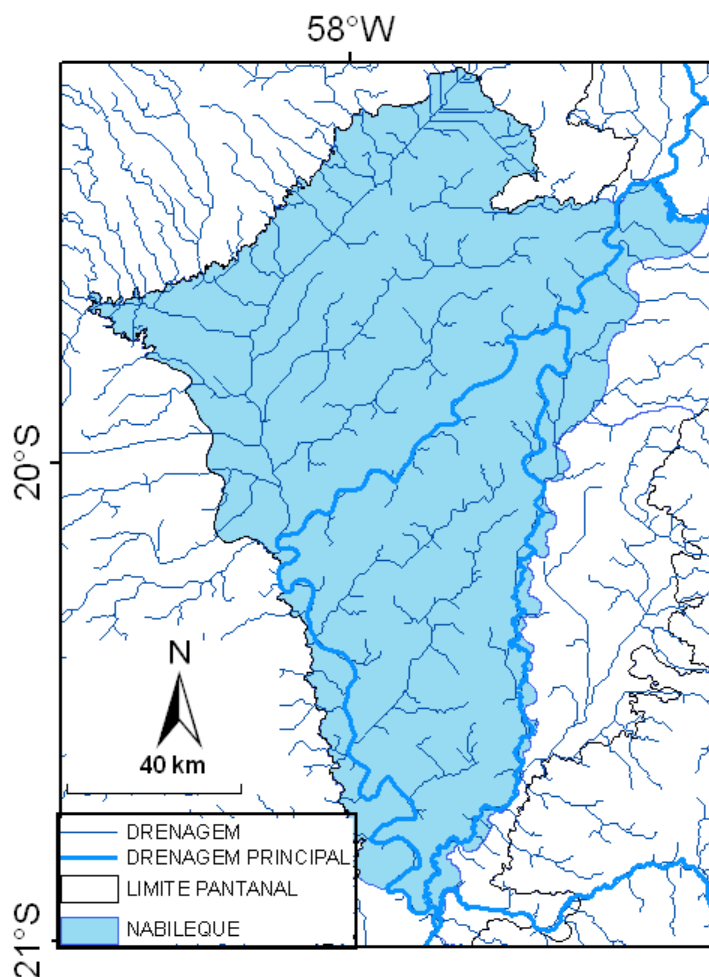 58°W
20°S
N
40 km
DRENAGEM
DRENAGEM PRINCIPAL
LIMITE PANTANAL
NABILEQUE
21°S